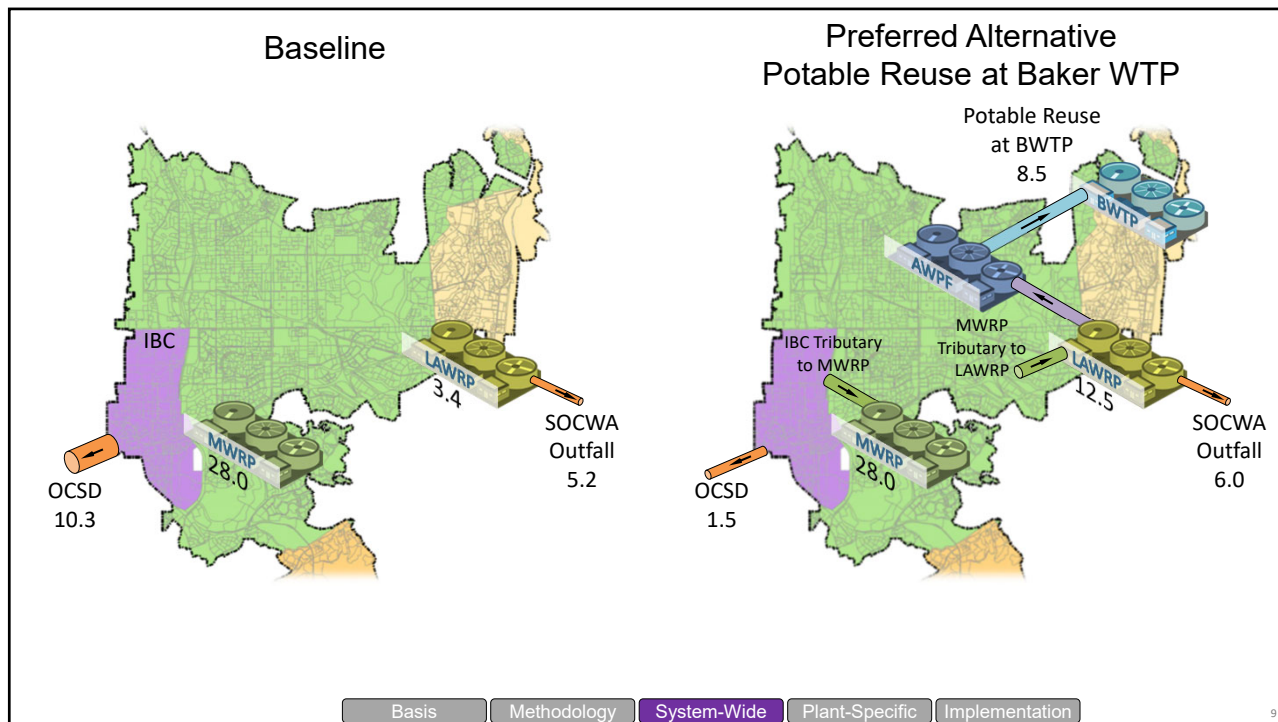 Baseline
IBC
LAWRP
3.4
SOCWA
Outfall
5.2
MWRP
28.0
OCSD
10.3
Preferred Alternative
Potable Reuse at Baker WTP
Potable Reuse
at BWTP
8.5
BWTP
AWPF
IBC Tributary
to MWRP
MWRP
Tributary to
LAWRP
LAWRP
12.5
SOCWA
Outfall
6.0
MWRP
28.0
OCSD
1.5
Basis
Methodology
System-Wide
Plant-Specific
Implementation
9